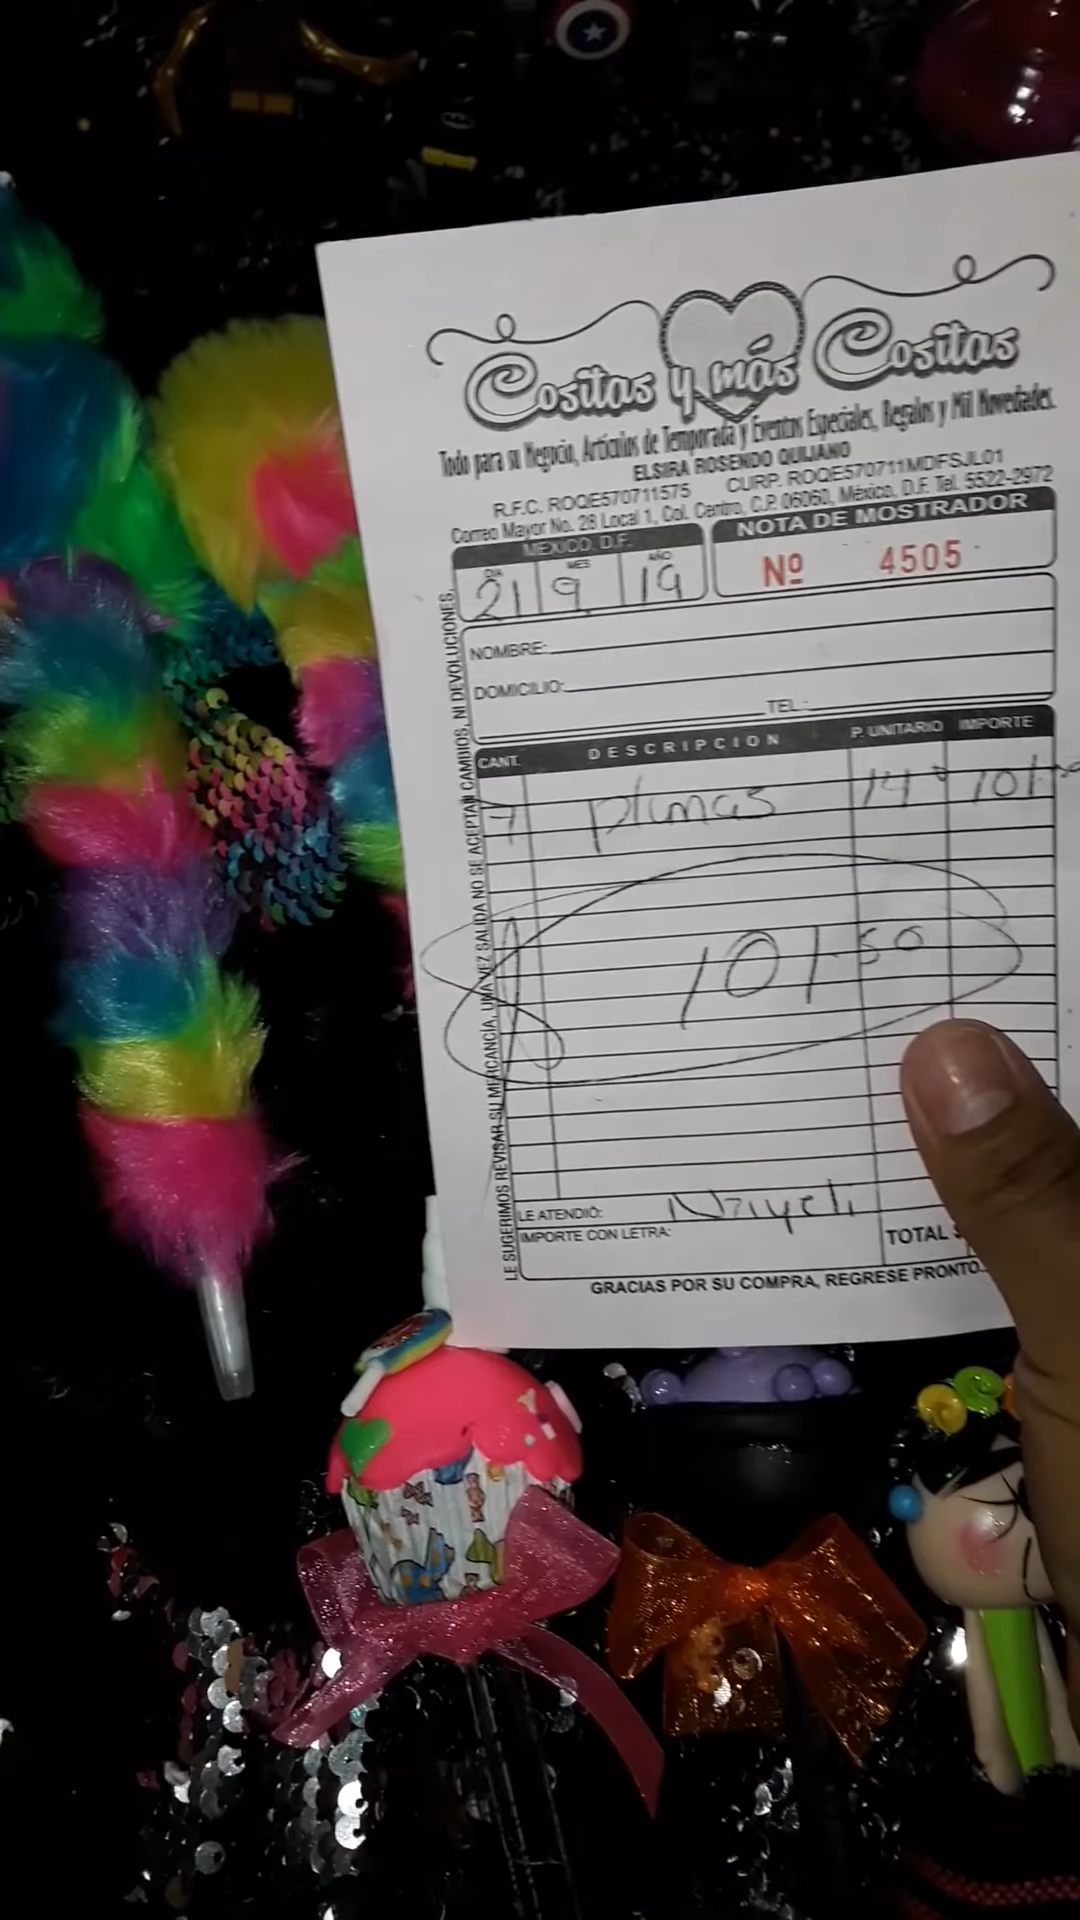 Cositas y más Cositas
Todo para su Negocio, Artículos de Temporada y Eventos Especiales, Regalos y Mil Novedades.
ELSIRA ROSENDO QUIJANO
R.F.C. ROQE570711575 CURP. ROQE570711MDFSJL01
Correo Mayor No. 28 Local 1, Col. Centro, C.P. 06060, México, D.F. Tel. 5522-2972
MEXICO, D.F.
DIA MES AÑO
21 9 19
NOTA DE MOSTRADOR
Nº 4505
NOMBRE:
DOMICILIO:
TEL.:
CANT. DESCRIPCION P. UNITARIO IMPORTE
7 plumas 14 101
101 50
LE ATENDIÓ: Nayeli
IMPORTE CON LETRA:
TOTAL $
GRACIAS POR SU COMPRA, REGRESE PRONTO
LE SUGERIMOS REVISAR SU MERCANCÍA, UNA VEZ SALIDA NO SE ACEPTAN CAMBIOS, NI DEVOLUCIONES.